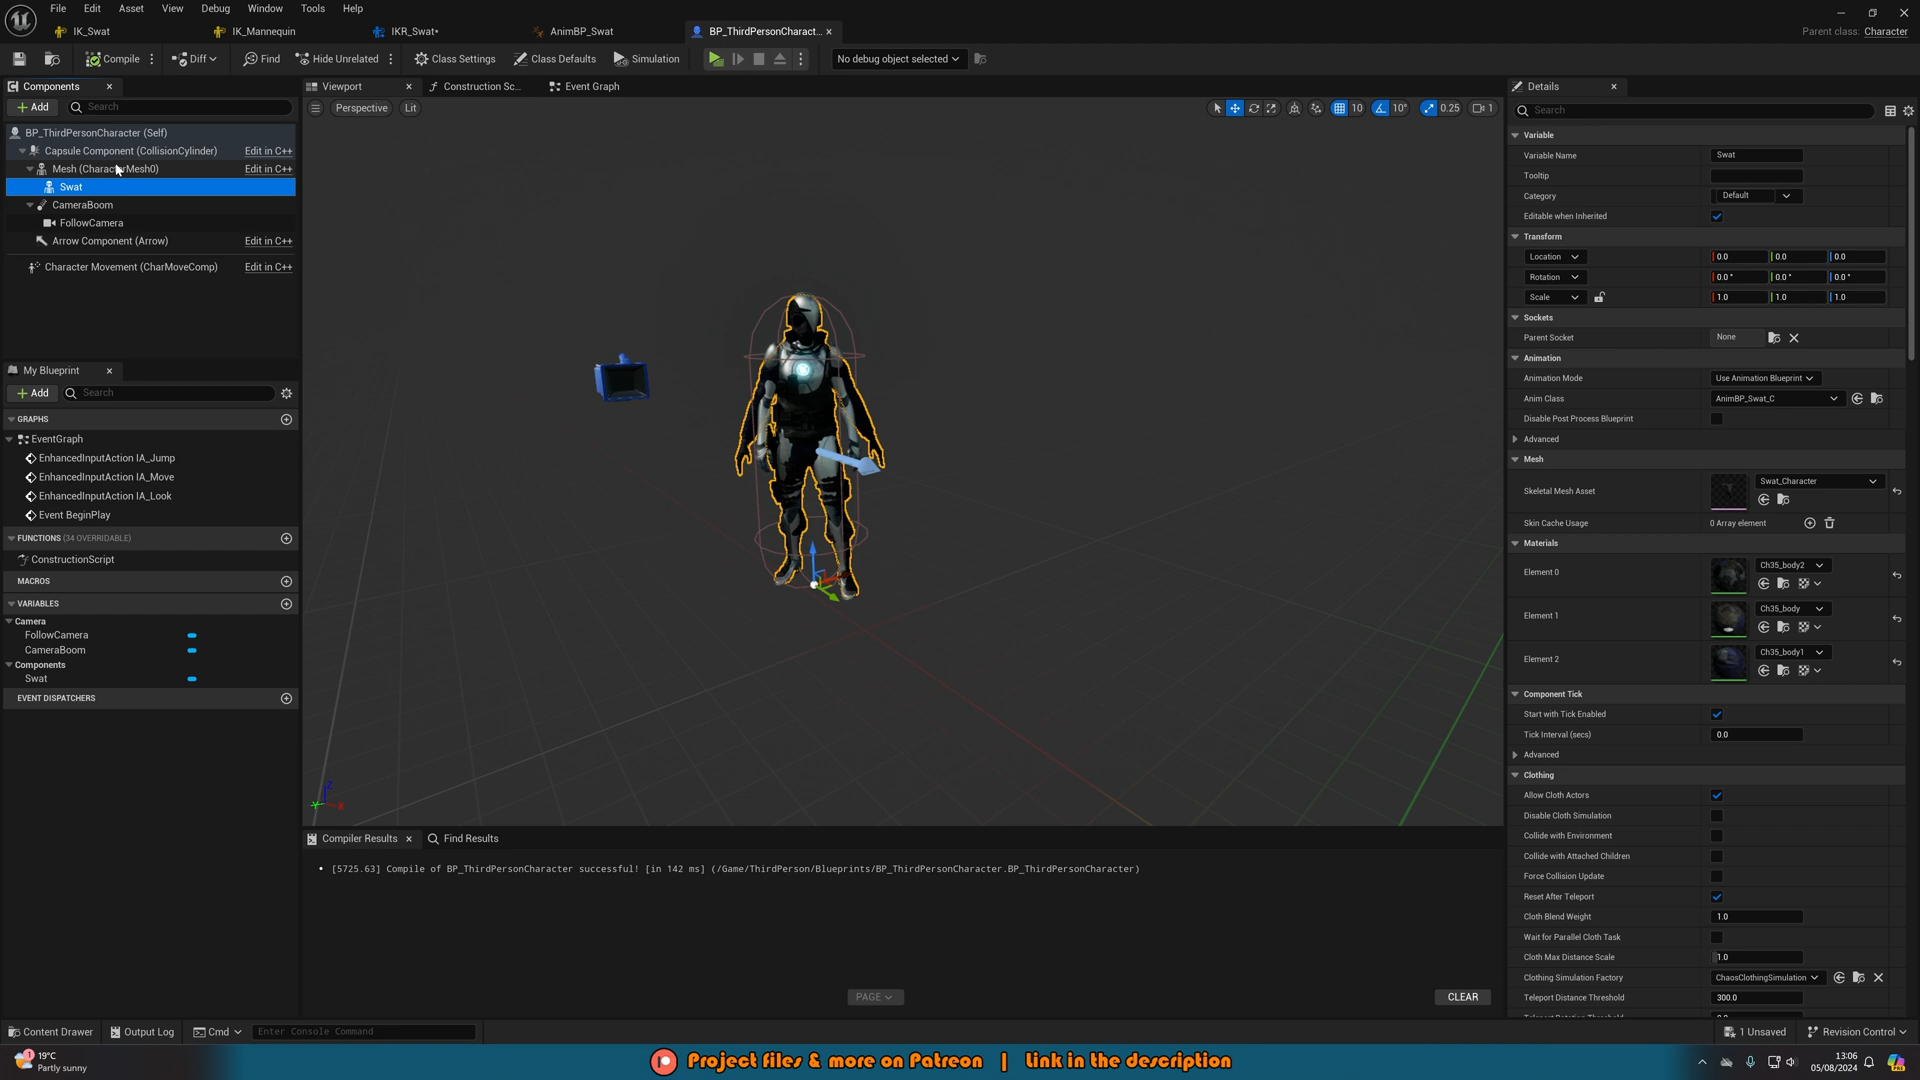 File Edit Asset View Debug Window Tools Help
IK_Swat IK_Mannequin IKR_Swat* AnimBP_Swat BP_ThirdPersonCharact... Parent class: Character
Compile Diff Find Hide Unrelated Class Settings Class Defaults Simulation No debug object selected
Components
Add Search
BP_ThirdPersonCharacter (Self)
Capsule Component (CollisionCylinder) Edit in C++
Mesh (CharacterMesh0) Edit in C++
Swat
CameraBoom
FollowCamera
Arrow Component (Arrow) Edit in C++
Character Movement (CharMoveComp) Edit in C++
My Blueprint
Add Search
GRAPHS
EventGraph
EnhancedInputAction IA_Jump
EnhancedInputAction IA_Move
EnhancedInputAction IA_Look
Event BeginPlay
FUNCTIONS (34 OVERRIDABLE)
ConstructionScript
MACROS
VARIABLES
Camera
FollowCamera
CameraBoom
Components
Swat
EVENT DISPATCHERS
Viewport Construction Sc... Event Graph
Perspective Lit 10 10° 0.25 1
Z Y X
Compiler Results Find Results
[5725.63] Compile of BP_ThirdPersonCharacter successful! [in 142 ms] (/Game/ThirdPerson/Blueprints/BP_ThirdPersonCharacter.BP_ThirdPersonCharacter)
PAGE CLEAR
Details
Search
Variable
Variable Name Swat
Tooltip
Category Default
Editable when Inherited
Transform
Location 0.0 0.0 0.0
Rotation 0.0 ° 0.0 ° 0.0 °
Scale 1.0 1.0 1.0
Sockets
Parent Socket None
Animation
Animation Mode Use Animation Blueprint
Anim Class AnimBP_Swat_C
Disable Post Process Blueprint
Advanced
Mesh
Skeletal Mesh Asset Swat_Character
Skin Cache Usage 0 Array element
Materials
Element 0 Ch35_body2
Element 1 Ch35_body
Element 2 Ch35_body1
Component Tick
Start with Tick Enabled
Tick Interval (secs) 0.0
Advanced
Clothing
Allow Cloth Actors
Disable Cloth Simulation
Collide with Environment
Collide with Attached Children
Force Collision Update
Reset After Teleport
Cloth Blend Weight 1.0
Wait for Parallel Cloth Task
Cloth Max Distance Scale 1.0
Clothing Simulation Factory ChaosClothingSimulation
Teleport Distance Threshold 300.0
Content Drawer Output Log Cmd Enter Console Command 1 Unsaved Revision Control
1 19°C
Partly sunny
Project files & more on Patreon | Link in the description
13:06
05/08/2024